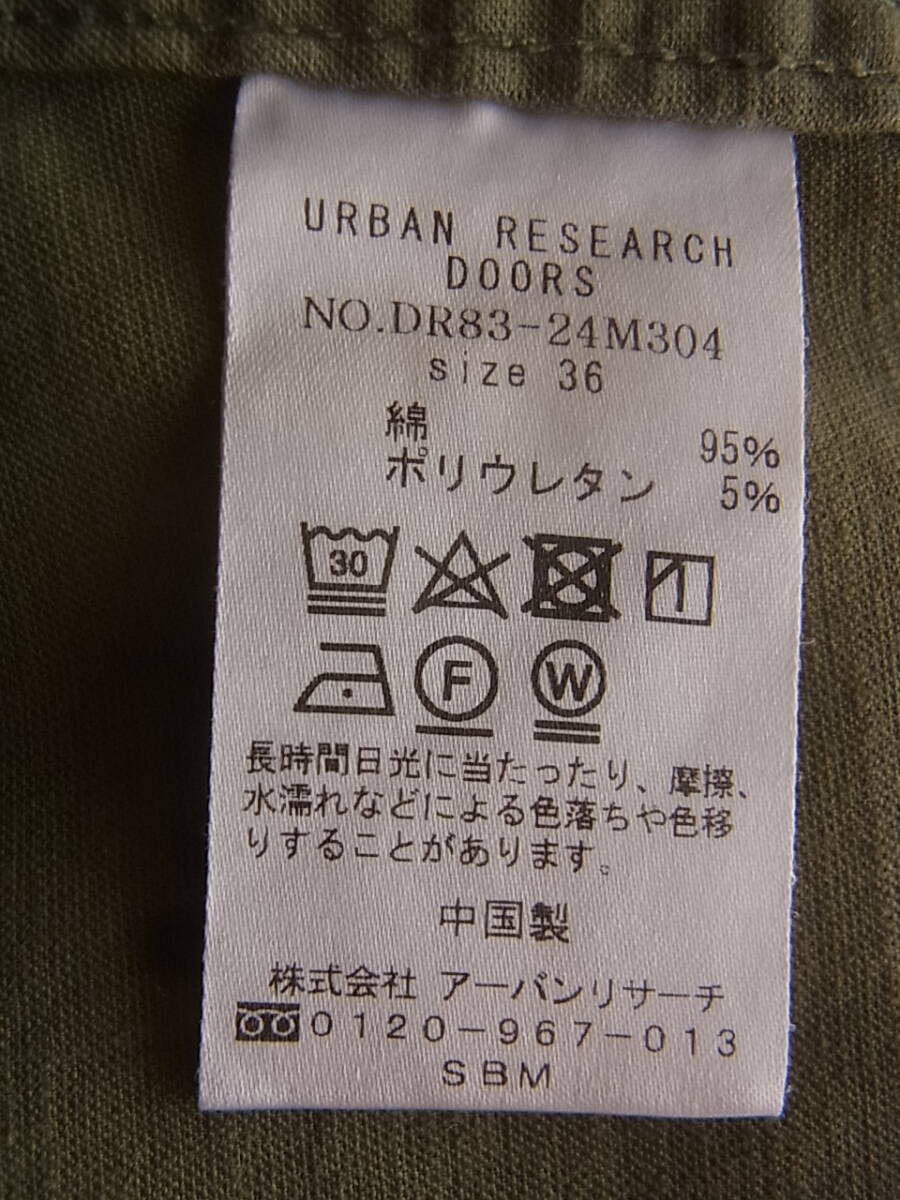 URBAN RESEARCH
DOORS
NO.DR83-24M304
size 36
綿 95%
ポリウレタン 5%
30
F W
長時間日光に当たったり、摩擦、
水濡れなどによる色落ちや色移
りすることがあります。
中国製
株式会社 アーバンリサーチ
0120-967-013
SBM